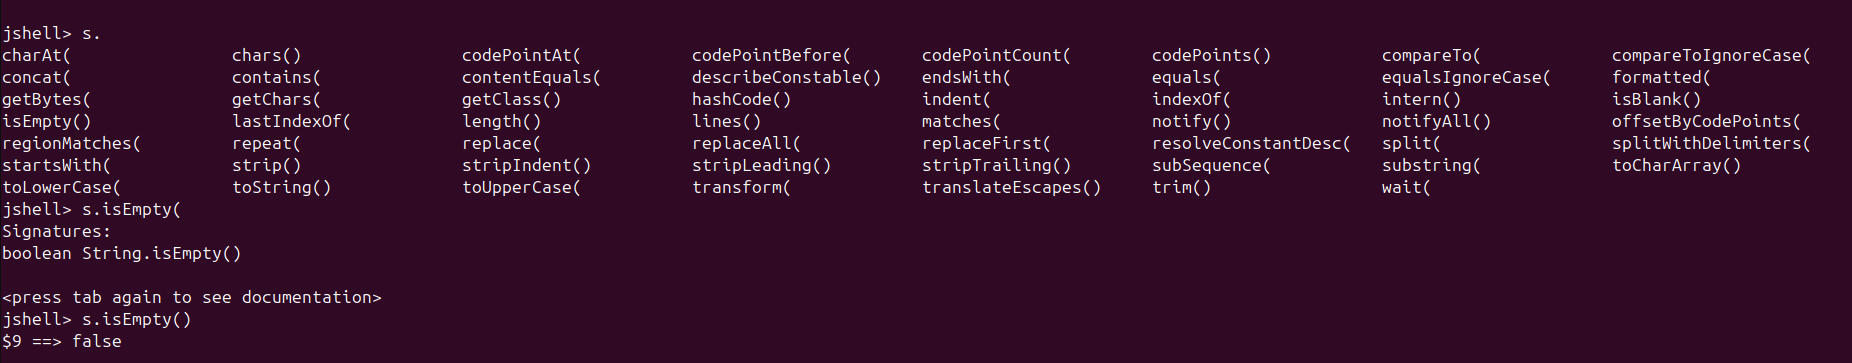 jshell> s.
charAt( chars() codePointAt( codePointBefore( codePointCount( codePoints() compareTo( compareToIgnoreCase(
concat( contains( contentEquals( describeConstable() endsWith( equals( equalsIgnoreCase( formatted(
getBytes( getChars( getClass() hashCode() indent( indexOf( intern() isBlank()
isEmpty() lastIndexOf( length() lines() matches( notify() notifyAll() offsetByCodePoints(
regionMatches( repeat( replace( replaceAll( replaceFirst( resolveConstantDesc( split( splitWithDelimiters(
startsWith( strip() stripIndent() stripLeading() stripTrailing() subSequence( substring( toCharArray()
toLowerCase( toString() toUpperCase( transform( translateEscapes() trim() wait(
jshell> s.isEmpty(
Signatures:
boolean String.isEmpty()
<press tab again to see documentation>
jshell> s.isEmpty()
$9 ==> false